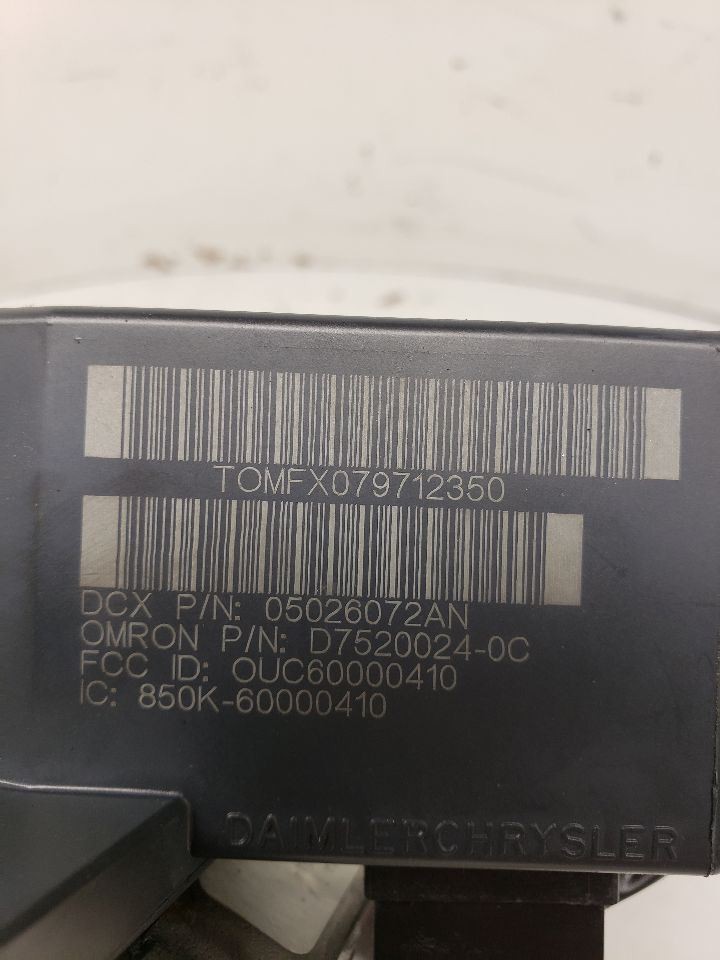 TOMFX079712350
DCX P/N: 05026072AN
OMRON P/N: D7520024-0C
FCC ID: OUC60000410
IC: 850K-60000410
DAIMLERCHRYSLER